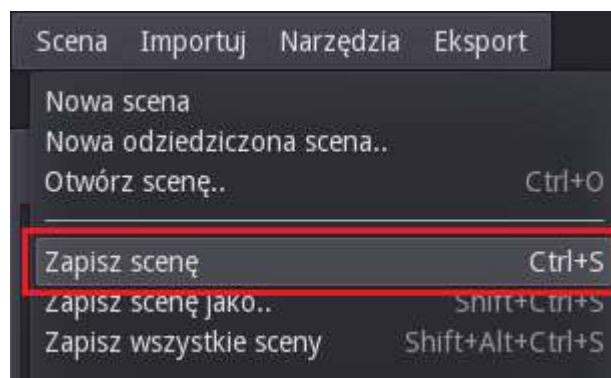 Scena Importuj Narzędzia Eksport
Nowa scena
Nowa odziedziczona scena..
Otwórz scenę.. Ctrl+O
Zapisz scenę Ctrl+S
Zapisz scenę jako.. Shift+Ctrl+S
Zapisz wszystkie sceny Shift+Alt+Ctrl+S